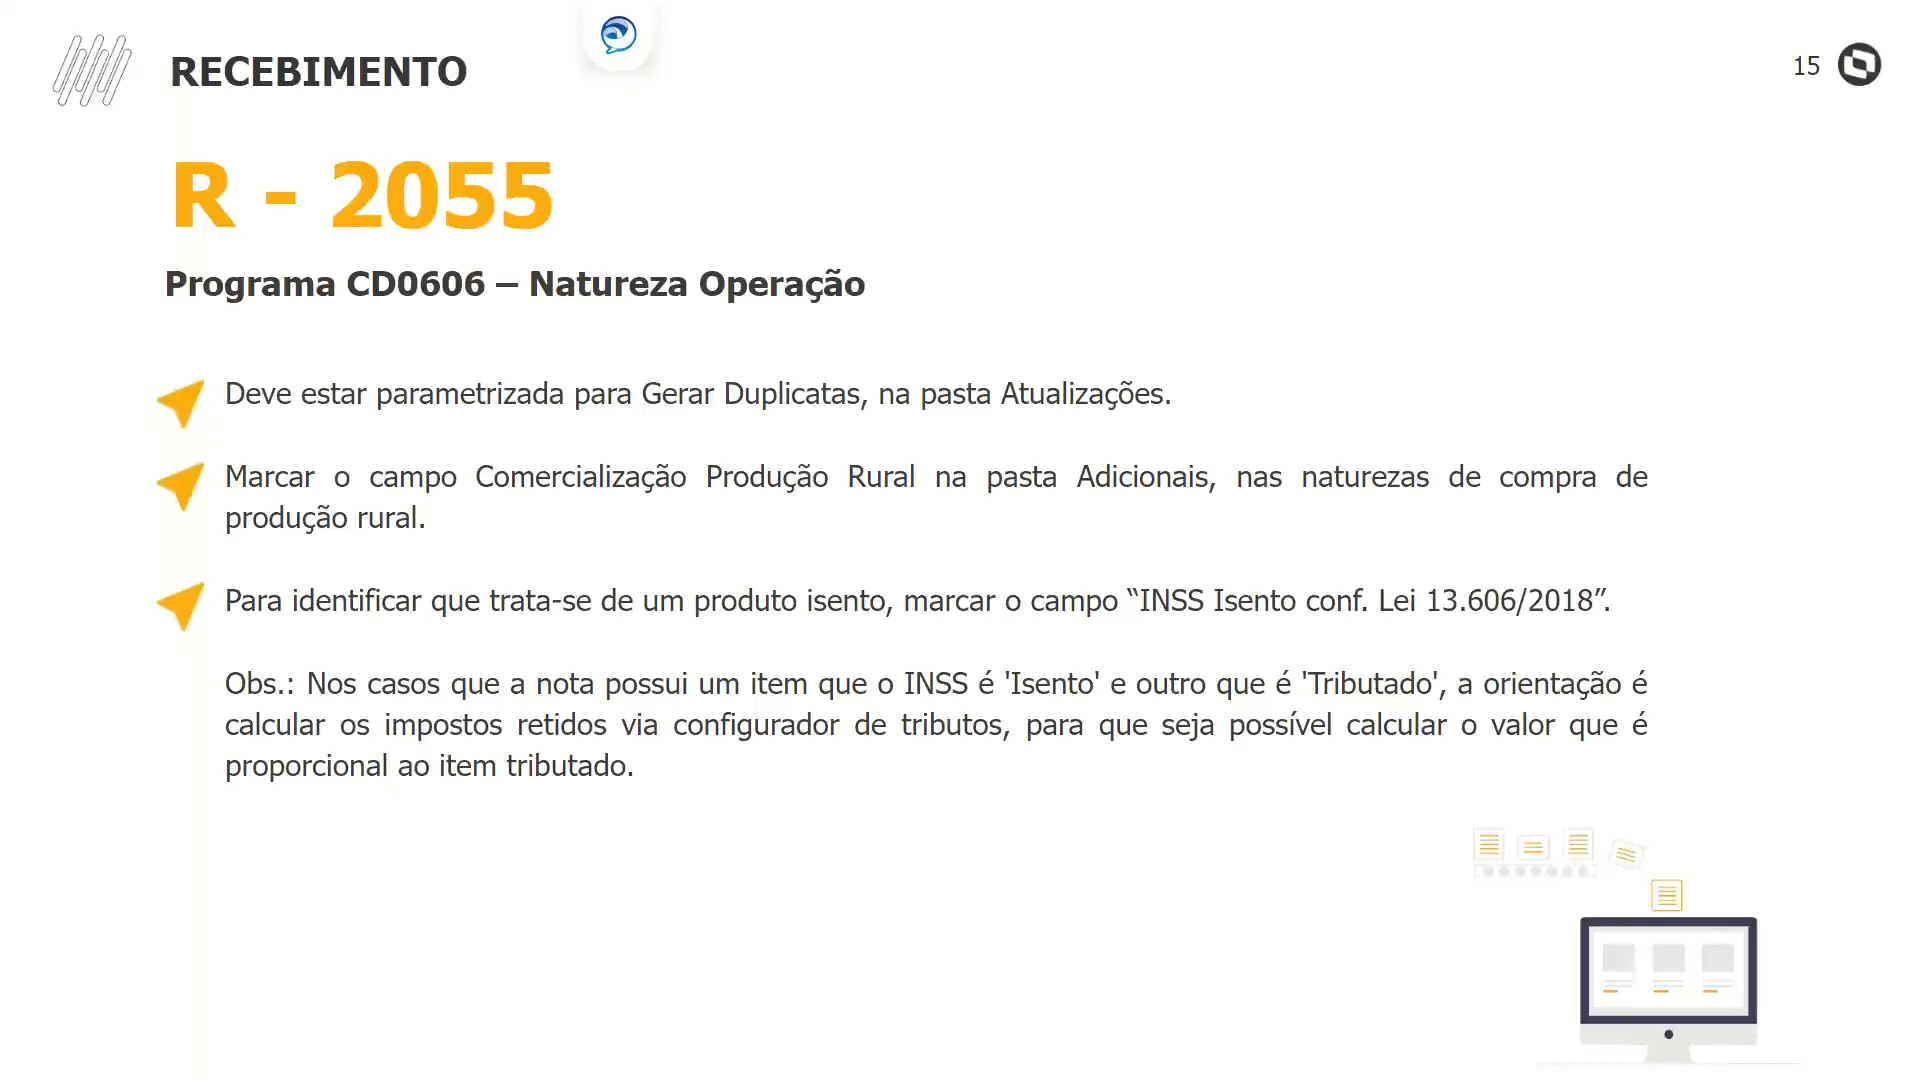 RECEBIMENTO
15
R - 2055
Programa CD0606 – Natureza Operação
Deve estar parametrizada para Gerar Duplicatas, na pasta Atualizações.
Marcar o campo Comercialização Produção Rural na pasta Adicionais, nas naturezas de compra de
produção rural.
Para identificar que trata-se de um produto isento, marcar o campo “INSS Isento conf. Lei 13.606/2018”.
Obs.: Nos casos que a nota possui um item que o INSS é 'Isento' e outro que é 'Tributado', a orientação é
calcular os impostos retidos via configurador de tributos, para que seja possível calcular o valor que é
proporcional ao item tributado.